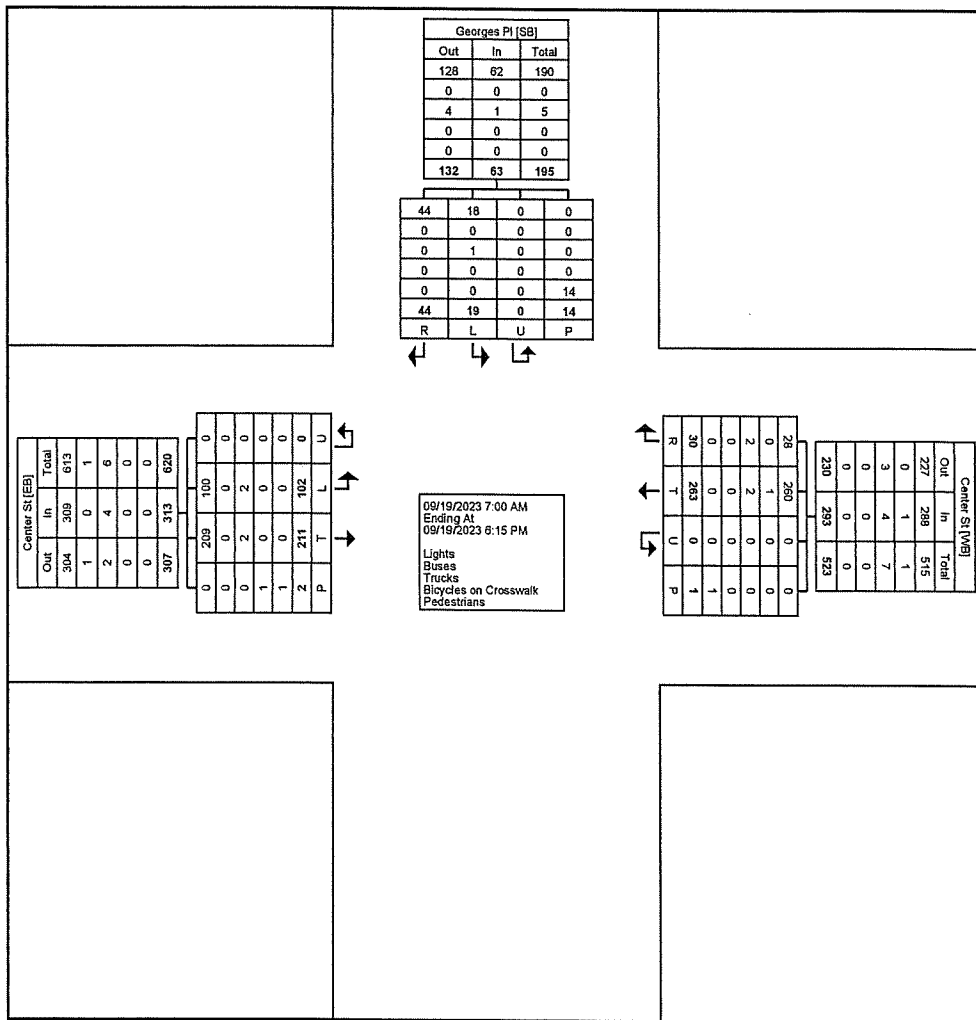 Georges Pl [SB]
Out In Total
128 62 190
0 0 0
4 1 5
0 0 0
0 0 0
132 63 195
44 18 0 0
0 0 0 0
0 1 0 0
0 0 0 0
0 0 0 14
44 19 0 14
R L U P
Center St [EB]
Out In Total
304 309 613
1 0 1
2 4 6
0 0 0
0 0 0
307 313 620
0 209 100 0
0 0 0 0
0 2 2 0
1 0 0 0
1 0 0 0
2 211 102 0
P T L U
09/19/2023 7:00 AM
Ending At
09/19/2023 6:15 PM
Lights
Buses
Trucks
Bicycles on Crosswalk
Pedestrians
Center St [WB]
Out In Total
227 288 515
0 1 1
3 4 7
0 0 0
0 0 0
230 293 523
28 260 0 0
0 1 0 0
2 2 0 0
0 0 0 0
0 0 0 1
30 263 0 1
R T U P